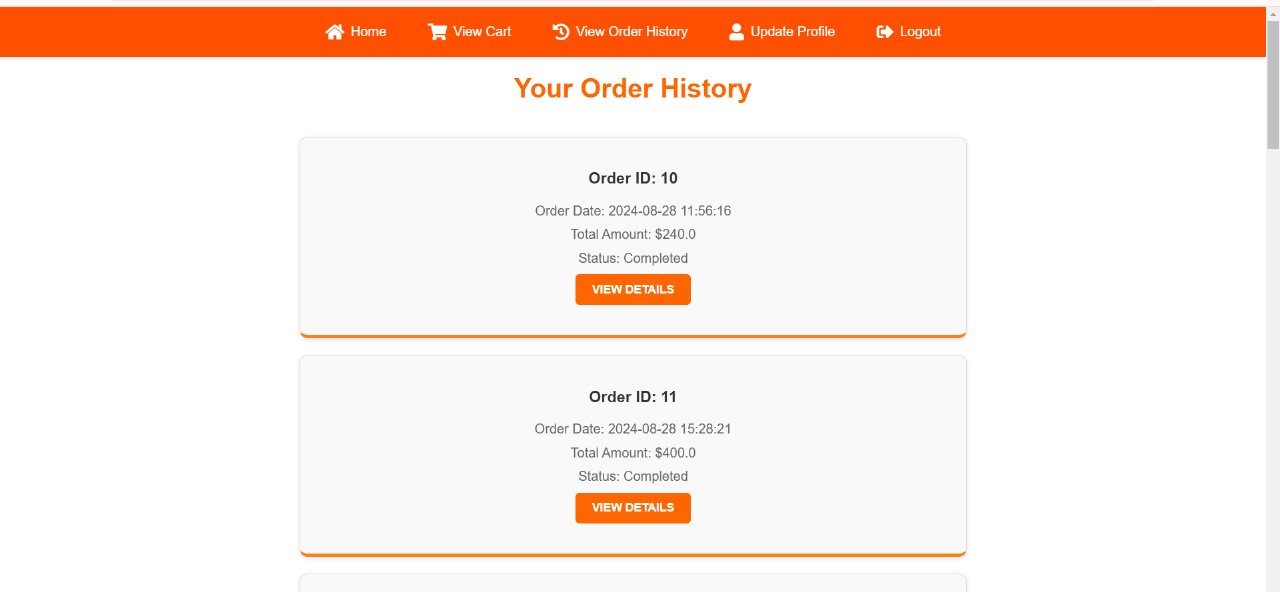 Home View Cart View Order History Update Profile Logout
Your Order History
Order ID: 10
Order Date: 2024-08-28 11:56:16
Total Amount: $240.0
Status: Completed
VIEW DETAILS
Order ID: 11
Order Date: 2024-08-28 15:28:21
Total Amount: $400.0
Status: Completed
VIEW DETAILS